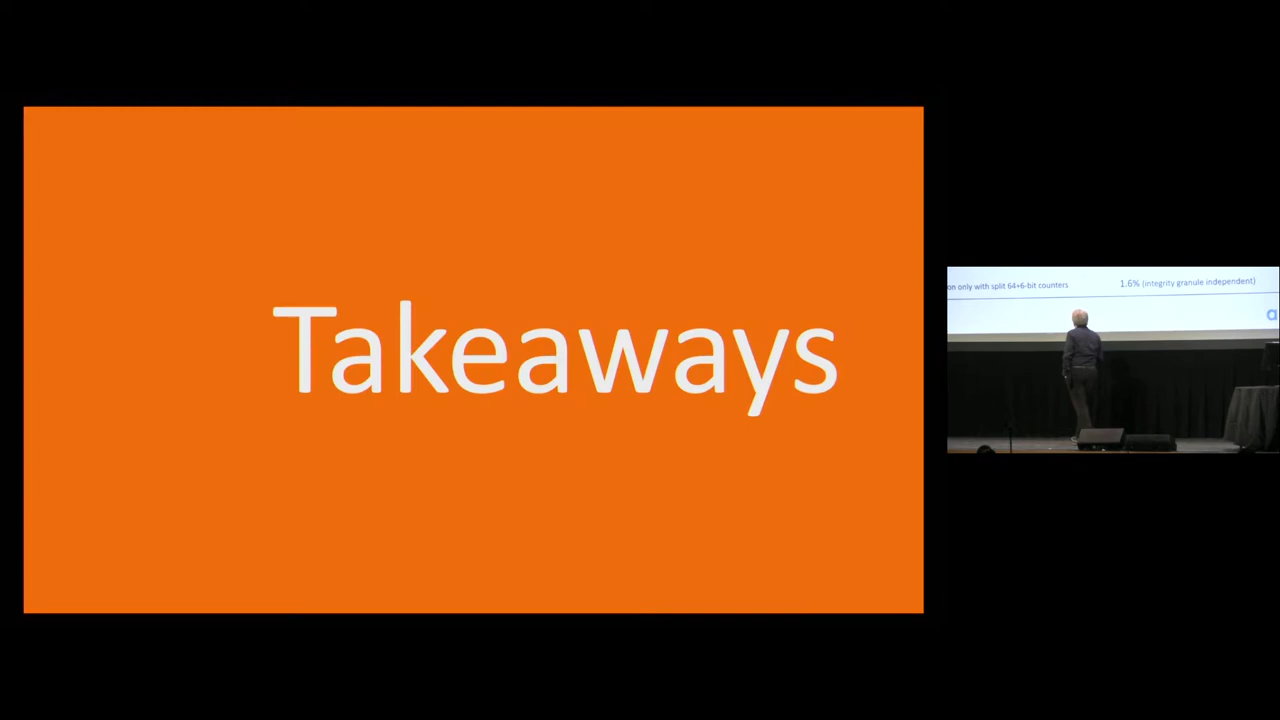 Takeaways
on only with split 64+6-bit counters
1.6% (integrity granule independent)
a